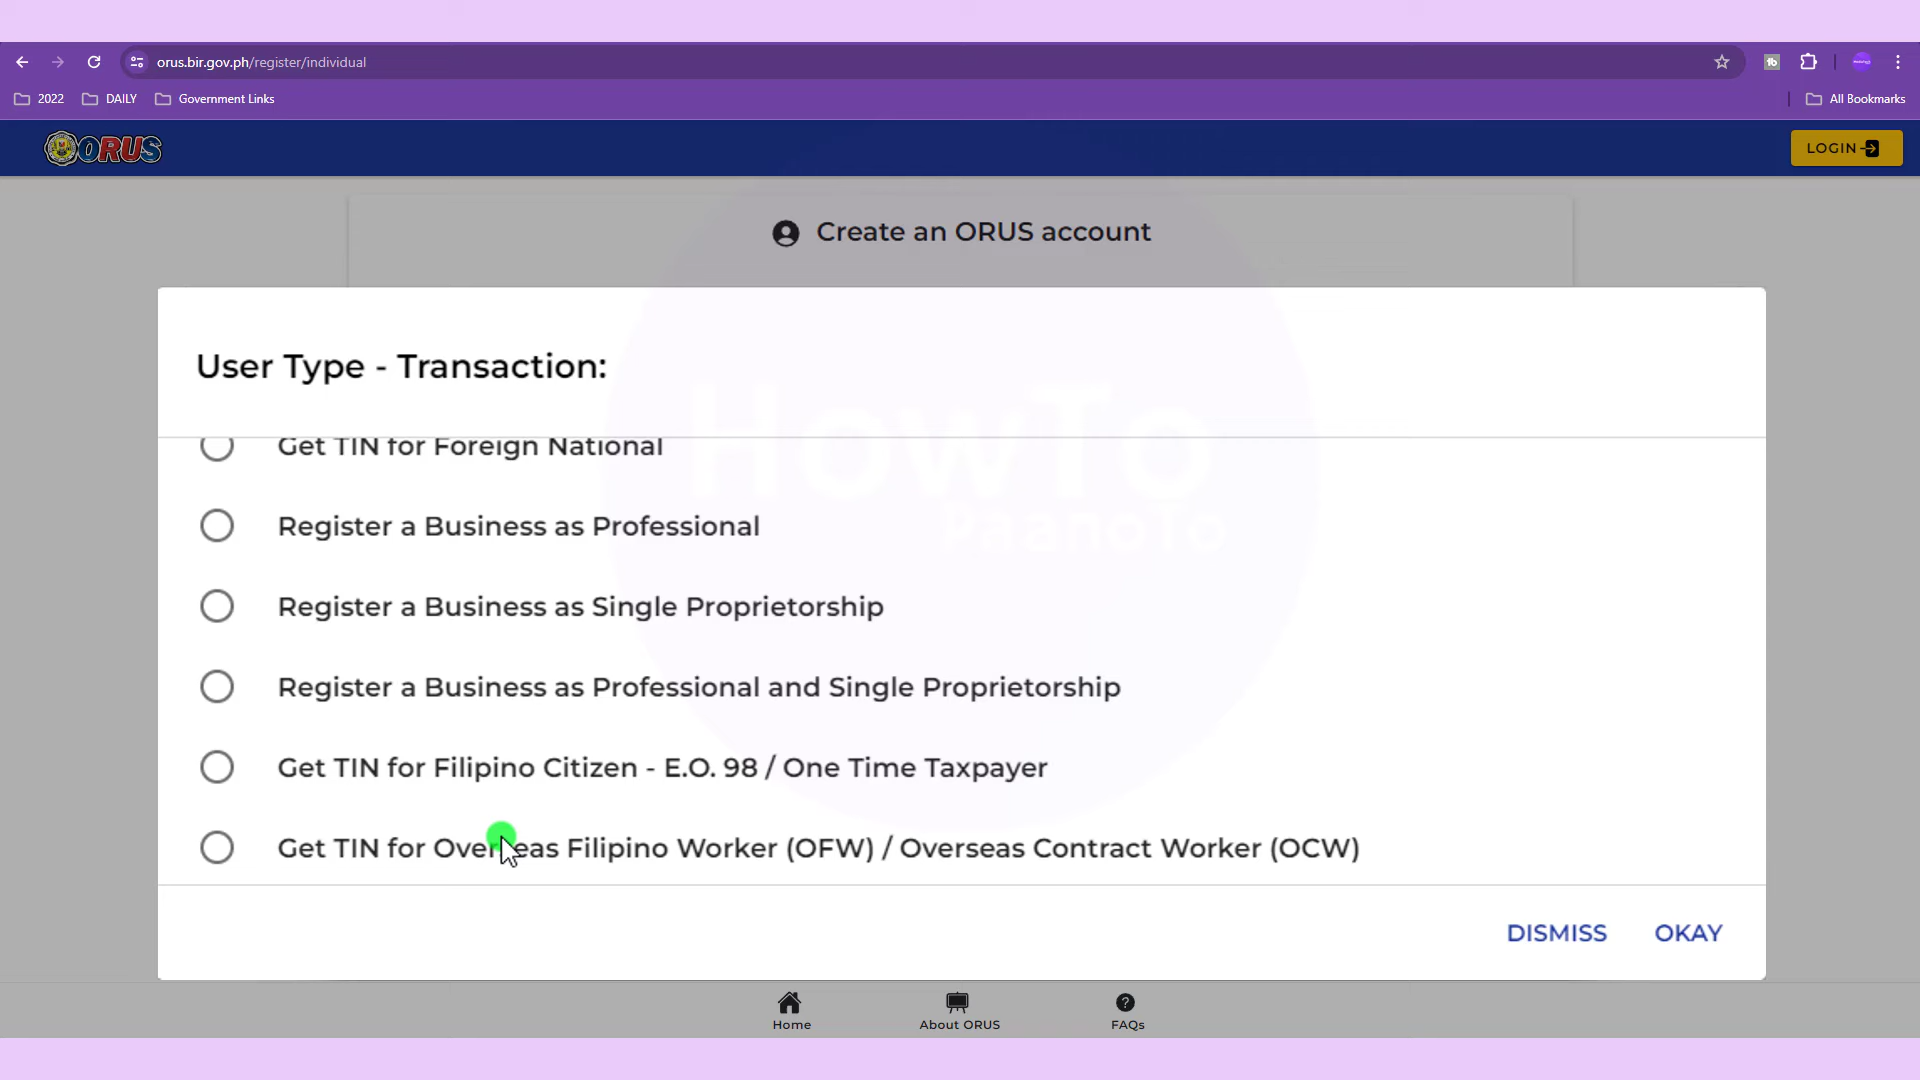 orus.bir.gov.ph/register/individual
2022 DAILY Government Links All Bookmarks
ORUS
LOGIN
Create an ORUS account
User Type - Transaction:
HowTo
PaanoTo
Get TIN for Foreign National
Register a Business as Professional
Register a Business as Single Proprietorship
Register a Business as Professional and Single Proprietorship
Get TIN for Filipino Citizen - E.O. 98 / One Time Taxpayer
Get TIN for Overseas Filipino Worker (OFW) / Overseas Contract Worker (OCW)
DISMISS OKAY
Home About ORUS FAQs